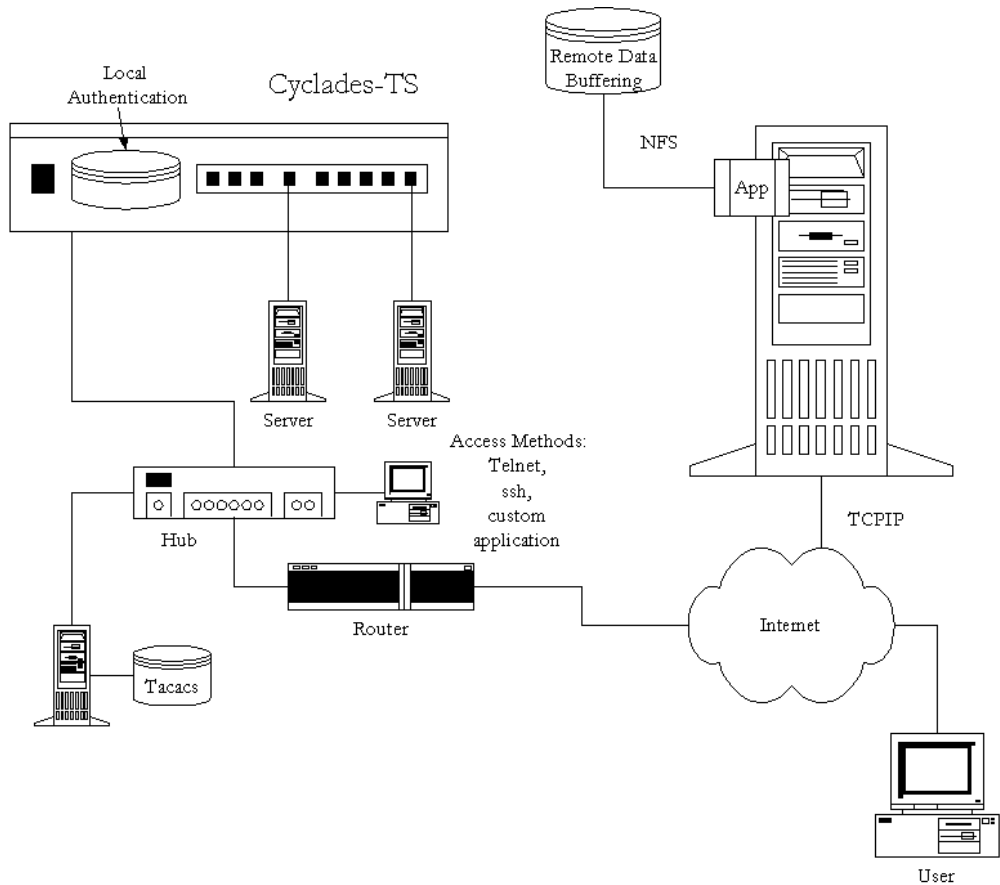 Remote Data
Buffering
Local
Authentication
Cyclades-TS
NFS
App
Server
Server
Access Methods:
Telnet,
ssh,
custom
application
Hub
TCPIP
Router
Internet
Tacacs
User